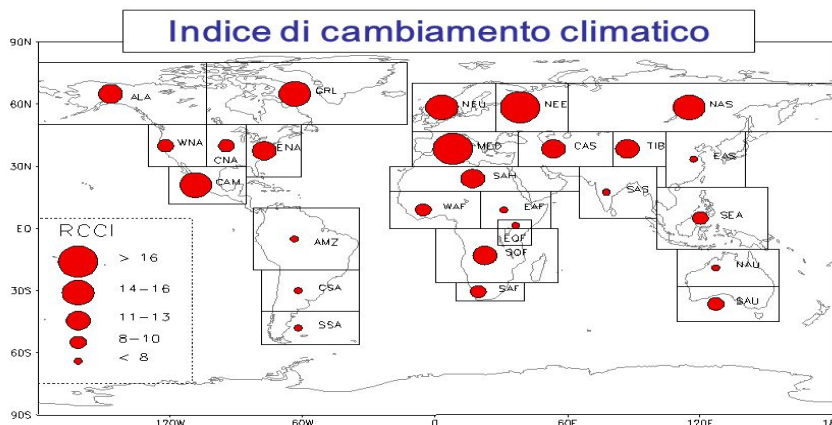 Indice di cambiamento climatico
90N
60N
30N
EQ
30S
60S
90S
120W
60W
0
60E
120E
ALA
GRL
WNA
CNA
ENA
CAM
AMZ
CSA
SSA
NEU
NEE
NAS
MED
CAS
TIB
EAS
SAH
SAS
WAF
EAF
SEA
EQF
SQF
SAF
NAU
SAU
RCCI
> 16
14-16
11-13
8-10
< 8